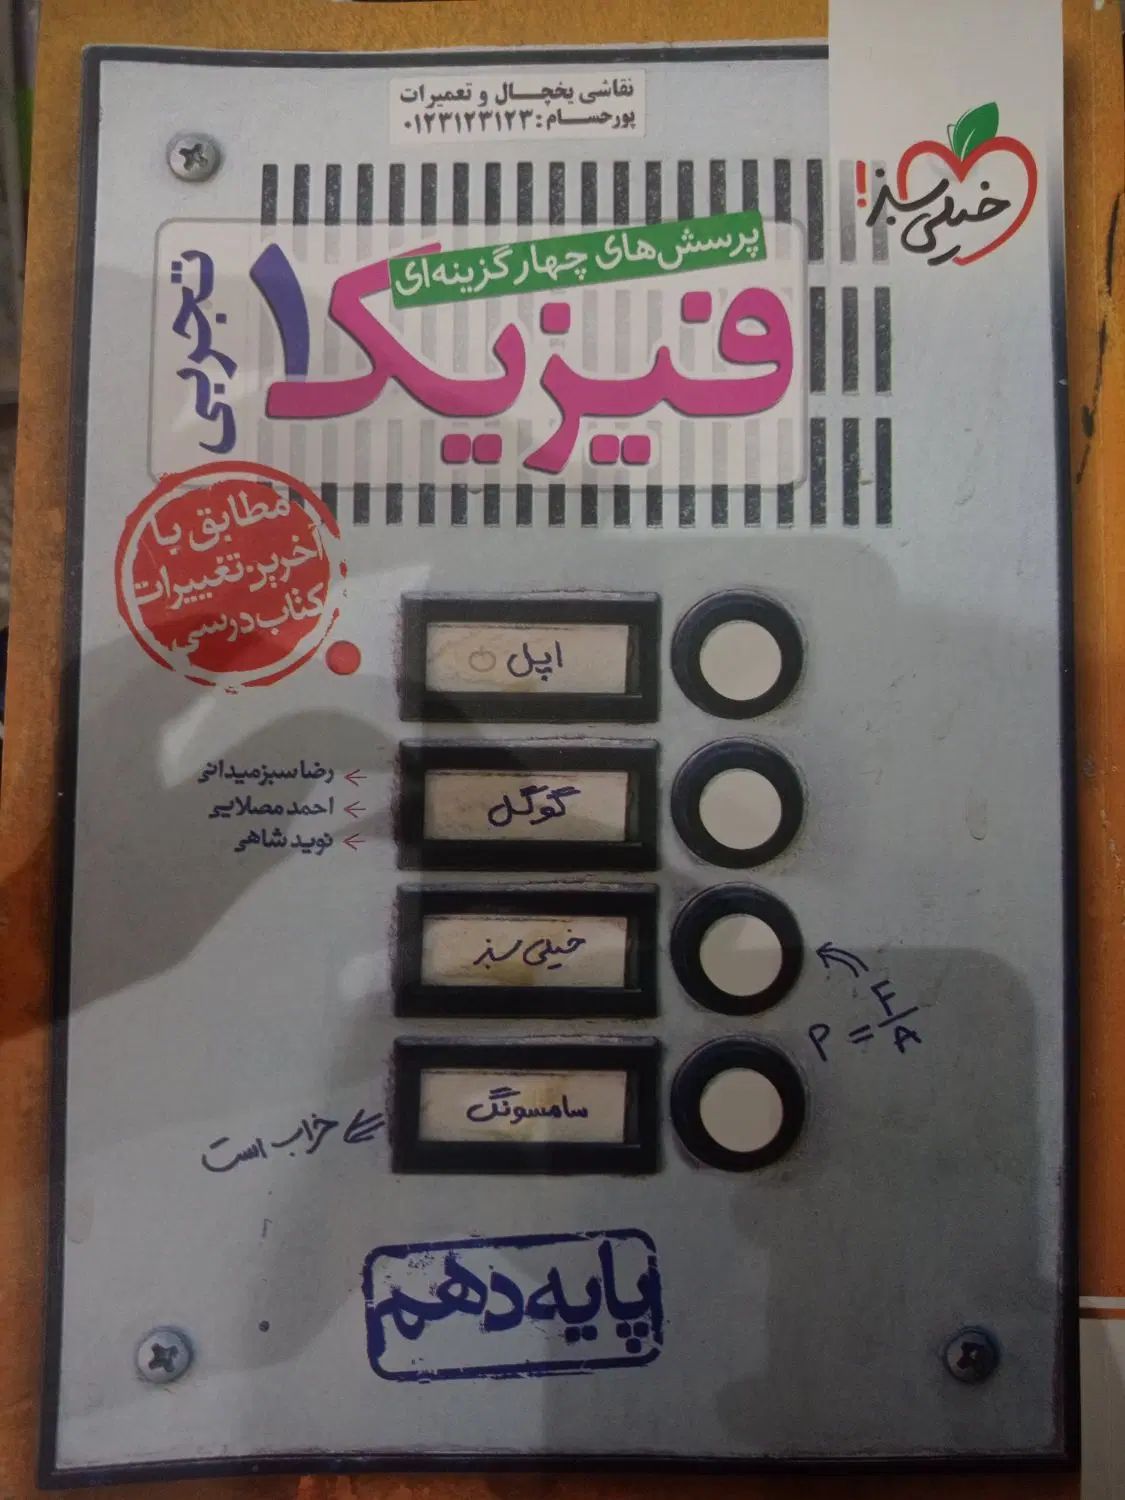 نقاشی یخچال و تعمیرات
پورحسام: ۰۱۲۳۱۲۳۱۲۳
خیلی سبز!
پرسش‌های چهارگزینه‌ای
فیزیک ۱
تجربی
مطابق با
آخرین تغییرات
کتاب درسی
اپل
رضا سبزمیدانی
احمد مصلایی
نوید شاهی
گوگل
خیلی سبز
P = F/A
سامسونگ
خراب است
پایه دهم